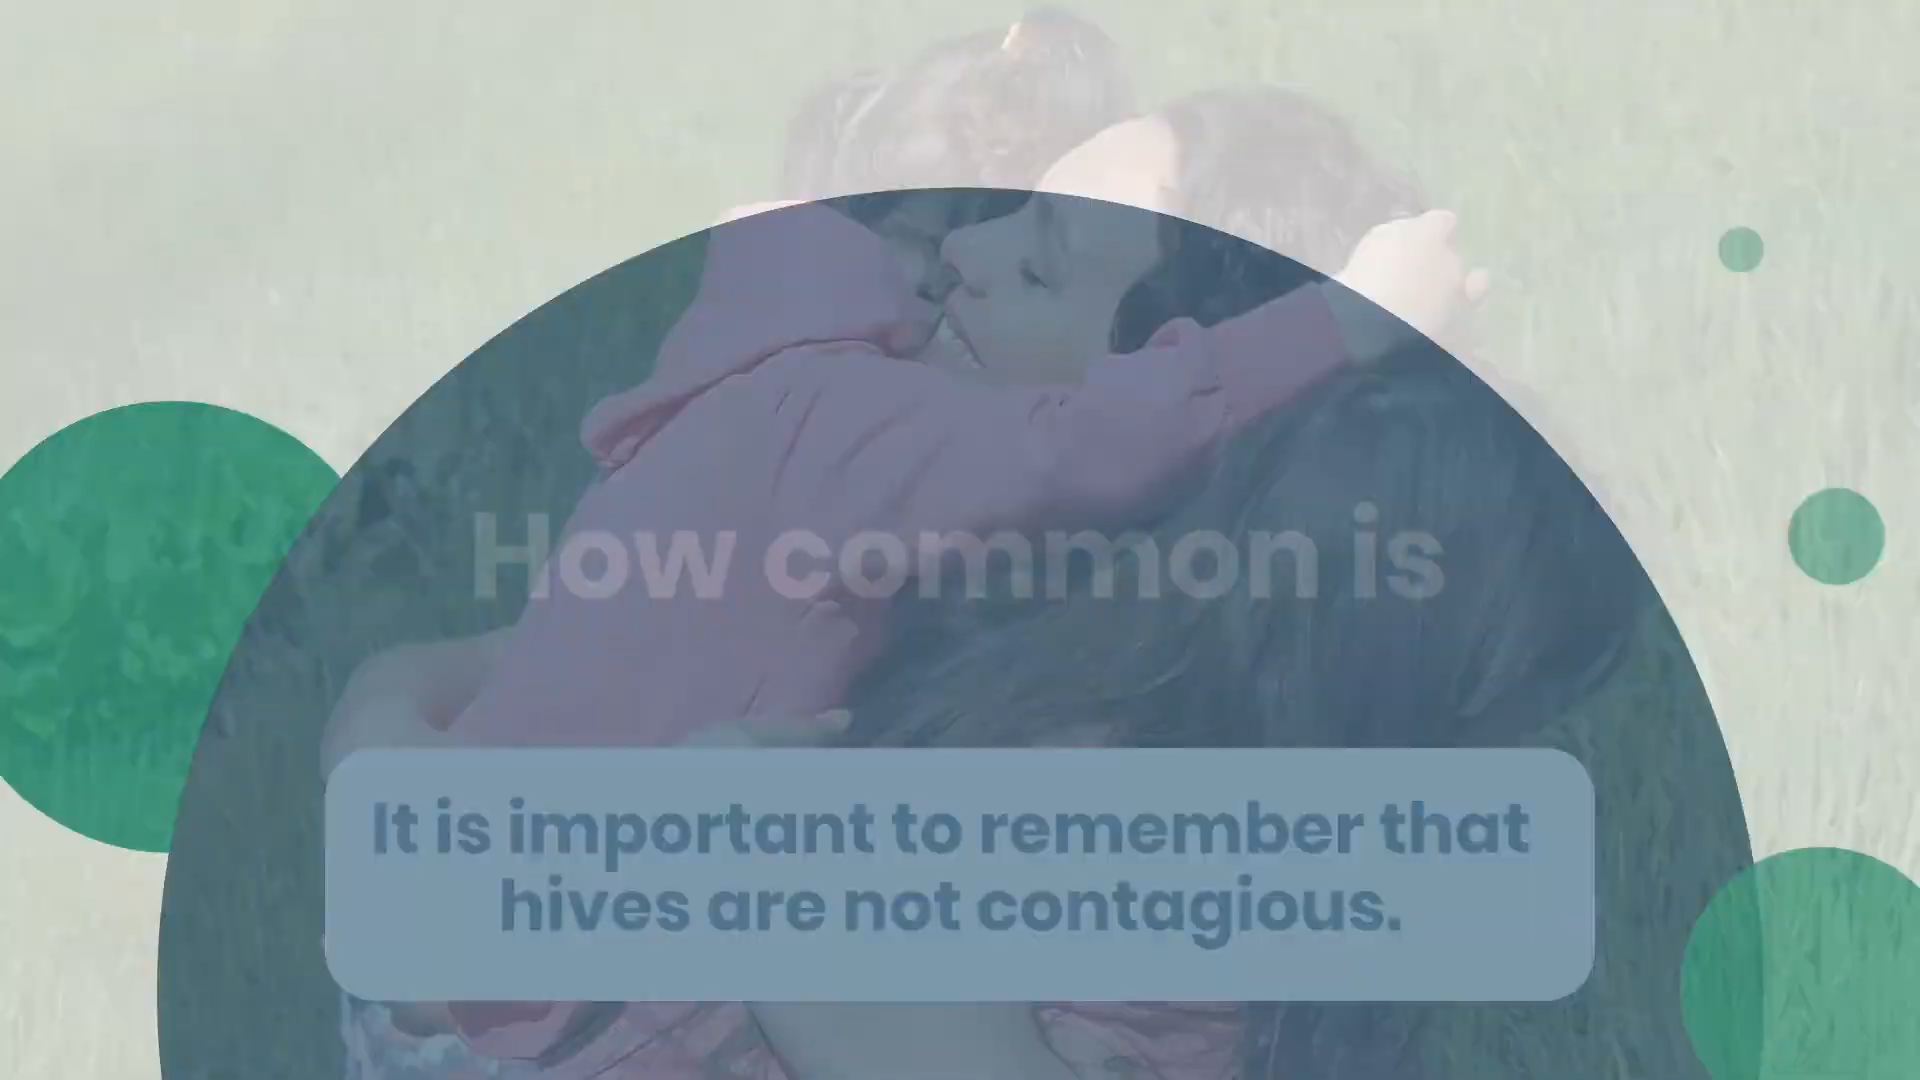 How common is
It is important to remember that
hives are not contagious.